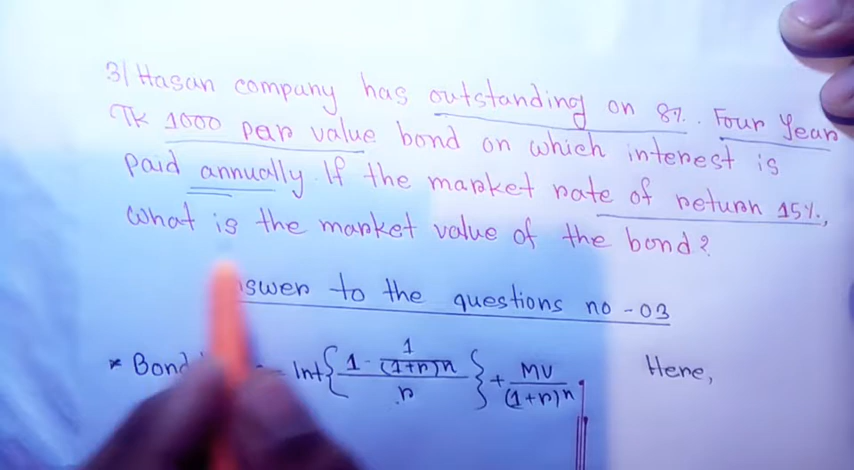 3| Hasan company has outstanding on 8%. Four Year
TK 1000 par value bond on which interest is
paid annually. If the market rate of return 15%,
what is the market value of the bond?
swer to the questions no - 03
* Bond = Int{ 1 - 1/(1+r)n / r } + MV/(1+r)n Here,